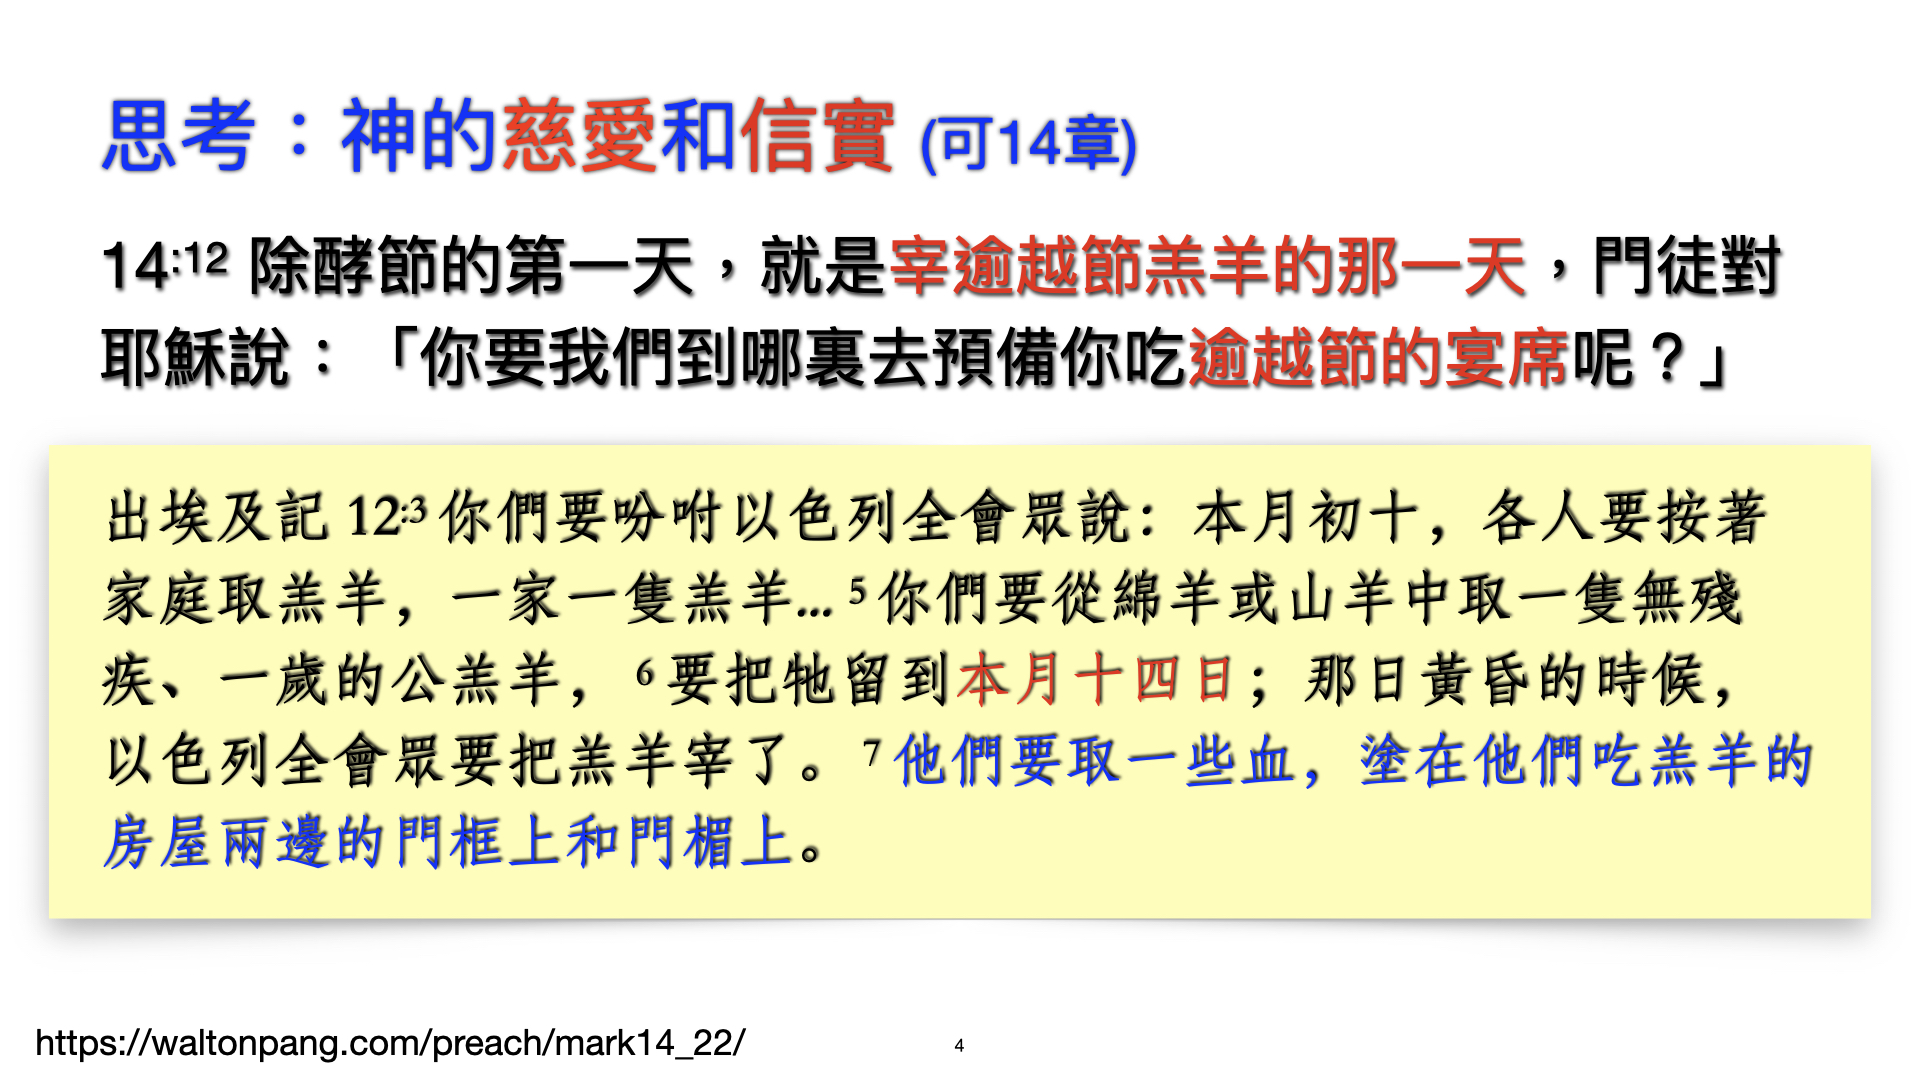 思考：神的慈愛和信實 (可14章)
14:12 除酵節的第一天，就是宰逾越節羔羊的那一天，門徒對
耶穌說：「你要我們到哪裏去預備你吃逾越節的宴席呢？」
出埃及記 12:3 你們要吩咐以色列全會眾說：本月初十，各人要按著
家庭取羔羊，一家一隻羔羊... 5 你們要從綿羊或山羊中取一隻無殘
疾、一歲的公羔羊，6 要把牠留到本月十四日；那日黃昏的時候，
以色列全會眾要把羔羊宰了。7 他們要取一些血，塗在他們吃羔羊的
房屋兩邊的門框上和門楣上。
https://waltonpang.com/preach/mark14_22/
4